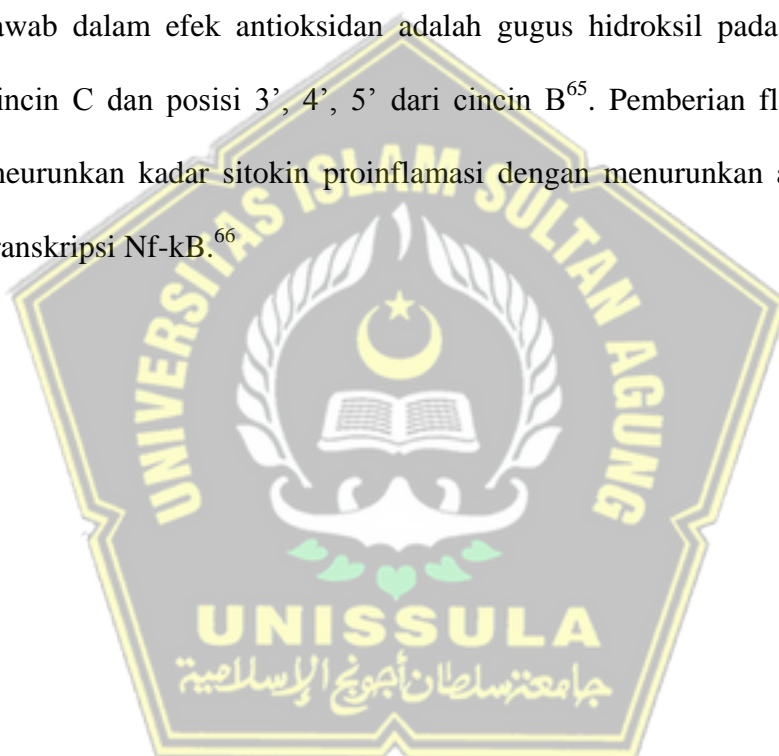 awab dalam efek antioksidan adalah gugus hidroksil pada
incin C dan posisi 3’, 4’, 5’ dari cincin B65. Pemberian fl
neurunkan kadar sitokin proinflamasi dengan menurunkan a
ranskripsi Nf-kB.66
UNIVERSITAS ISLAM SULTAN AGUNG
UNISSULA
جامعة سلطان أجونج الإسلامية